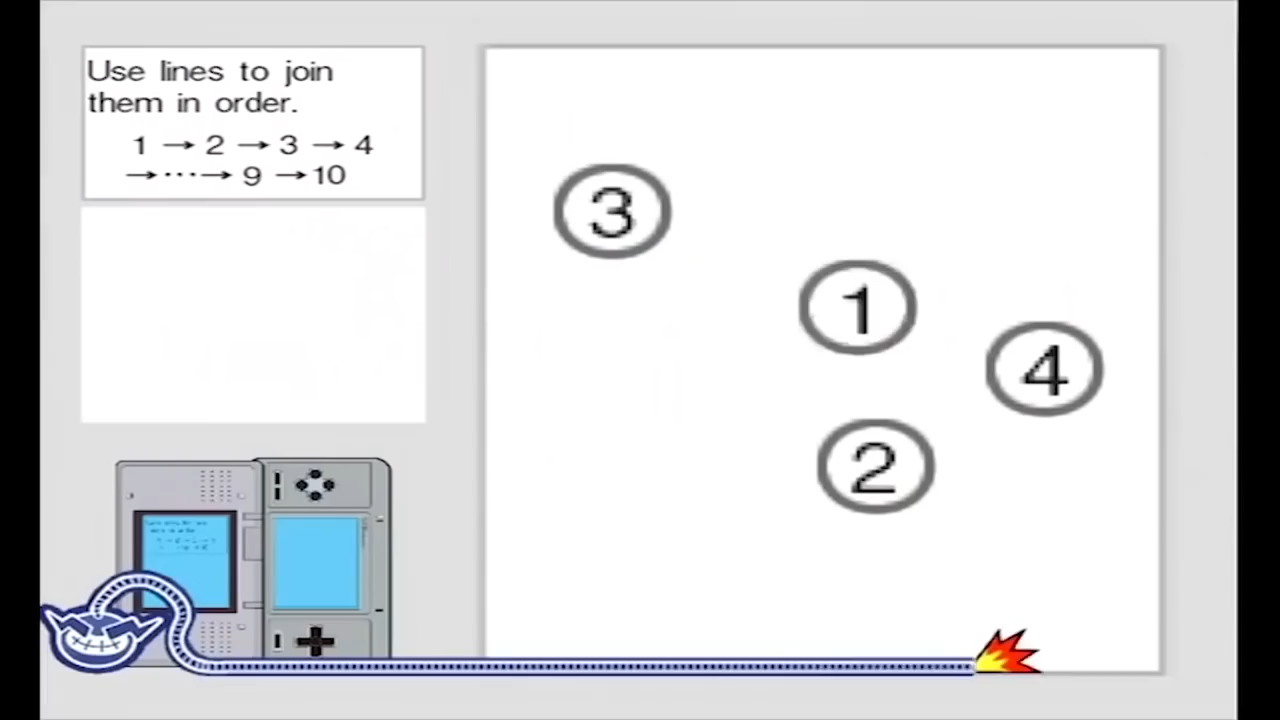 Use lines to join
them in order.
1 → 2 → 3 → 4
→⋯→ 9 →10
3
1
4
2